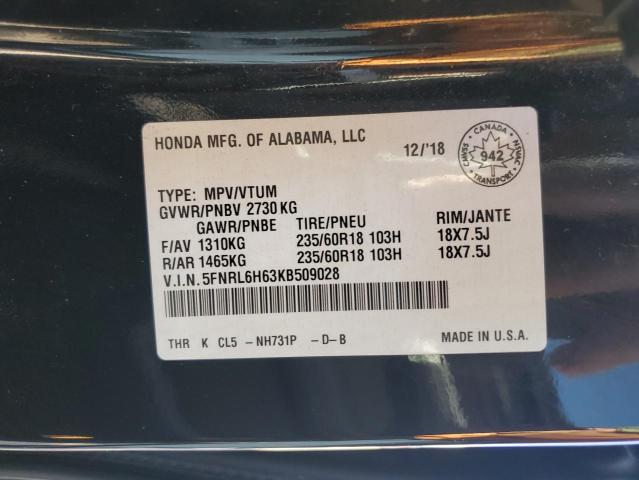 HONDA MFG. OF ALABAMA, LLC 12/'18
CANADA
CMVSS 942 NSVAC
TRANSPORT
TYPE: MPV/VTUM
GVWR/PNBV 2730 KG
GAWR/PNBE TIRE/PNEU RIM/JANTE
F/AV 1310KG 235/60R18 103H 18X7.5J
R/AR 1465KG 235/60R18 103H 18X7.5J
V.I.N. 5FNRL6H63KB509028
THR K CL5 -NH731P -D-B MADE IN U.S.A.